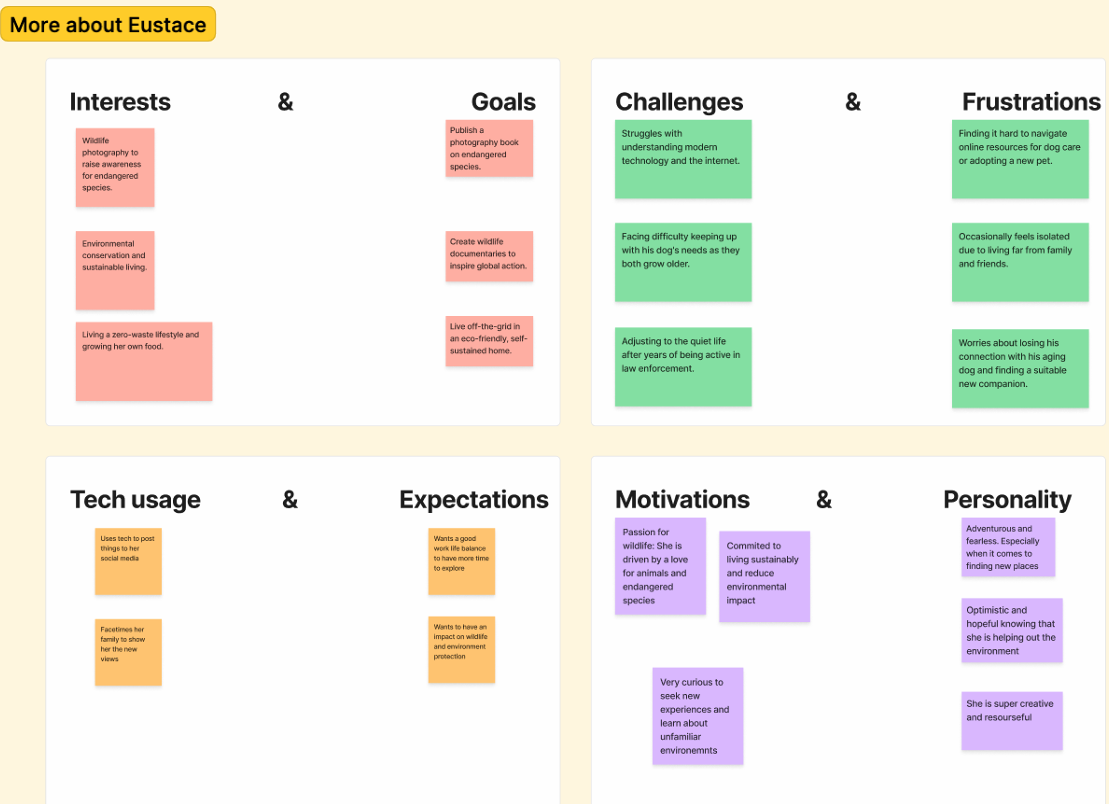 More about Eustace
Interests & Goals
Wildlife
photography to
raise awareness
for endangered
species.
Publish a
photography book
on endangered
species.
Environmental
conservation and
sustainable living.
Create wildlife
documentaries to
inspire global action.
Living a zero-waste lifestyle and
growing her own food.
Live off-the-grid in
an eco-friendly, self-
sustained home.
Challenges & Frustrations
Struggles with
understanding modern
technology and the internet.
Finding it hard to navigate
online resources for dog care
or adopting a new pet.
Facing difficulty keeping up
with his dog's needs as they
both grow older.
Occasionally feels isolated
due to living far from family
and friends.
Adjusting to the quiet life
after years of being active in
law enforcement.
Worries about losing his
connection with his aging
dog and finding a suitable
new companion.
Tech usage & Expectations
Uses tech to post
things to her
social media
Wants a good
work life balance
to have more time
to explore
Facetimes her
family to show
her the new
views
Wants to have an
impact on wildlife
and environment
protection
Motivations & Personality
Passion for
wildlife: She is
driven by a love
for animals and
endangered
species
Commited to
living sustainably
and reduce
environmental
impact
Adventurous and
fearless. Especially
when it comes to
finding new places
Optimistic and
hopeful knowing that
she is helping out the
environment
Very curious to
seek new
experiences and
learn about
unfamiliar
environemnts
She is super creative
and resourseful